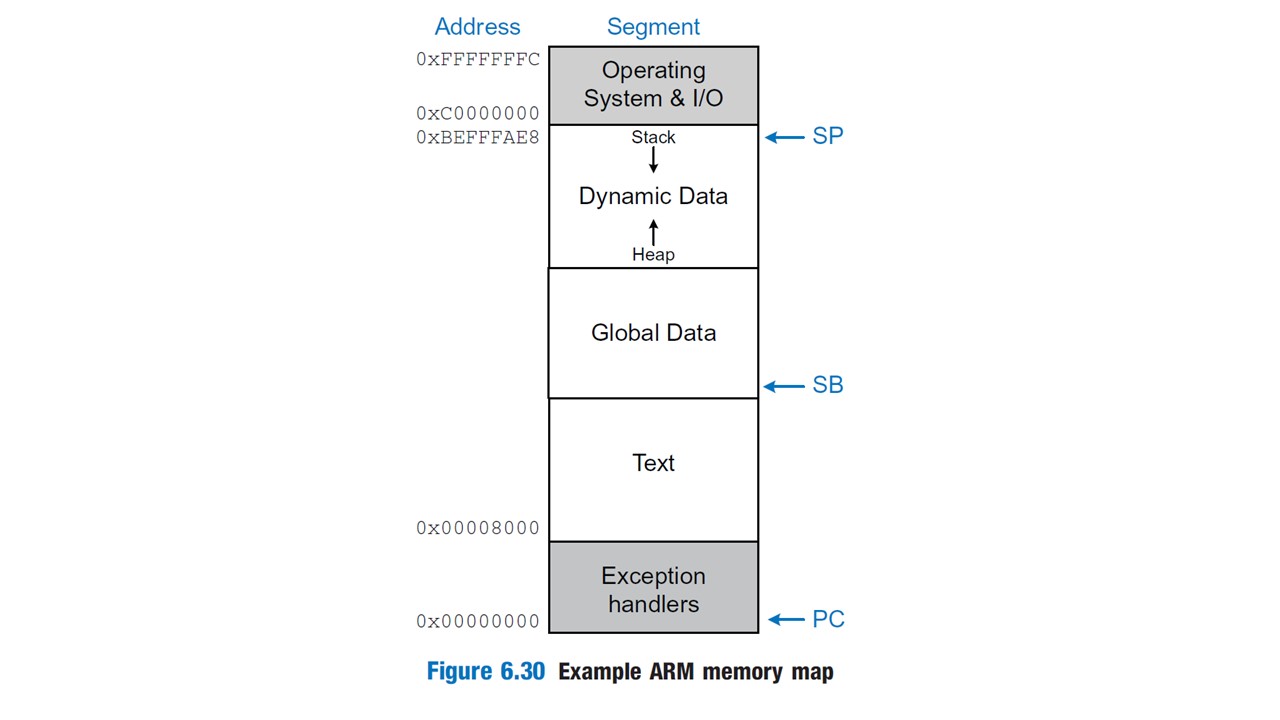 Address Segment
0xFFFFFFFC
Operating
System & I/O
0xC0000000
0xBEFFFAE8 Stack SP
Dynamic Data
Heap
Global Data
SB
Text
0x00008000
Exception
handlers
0x00000000 PC
Figure 6.30 Example ARM memory map